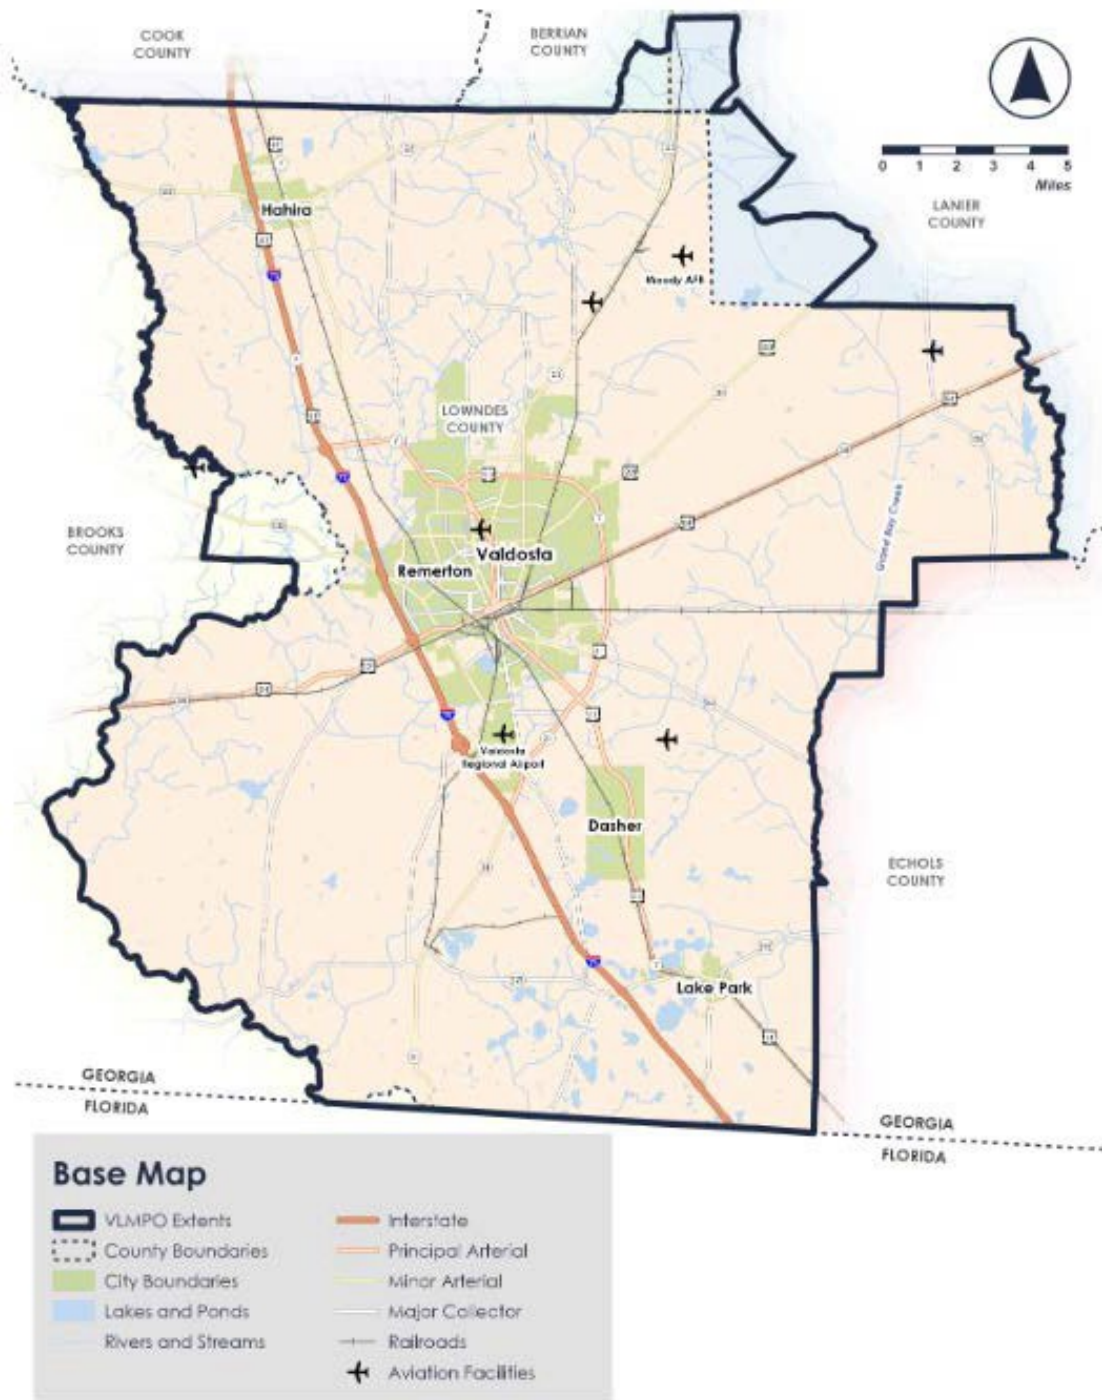 COOK
COUNTY
BERRIAN
COUNTY
0 1 2 3 4 5
Miles
LANIER
COUNTY
Hahira
Moody AFB
LOWNDES
COUNTY
BROOKS
COUNTY
Grand Bay Creek
Valdosta
Remerton
Valdosta
Regional Airport
Dasher
ECHOLS
COUNTY
Lake Park
GEORGIA
FLORIDA
GEORGIA
FLORIDA
Base Map
VLMPO Extents
County Boundaries
City Boundaries
Lakes and Ponds
Rivers and Streams
Interstate
Principal Arterial
Minor Arterial
Major Collector
Railroads
Aviation Facilities